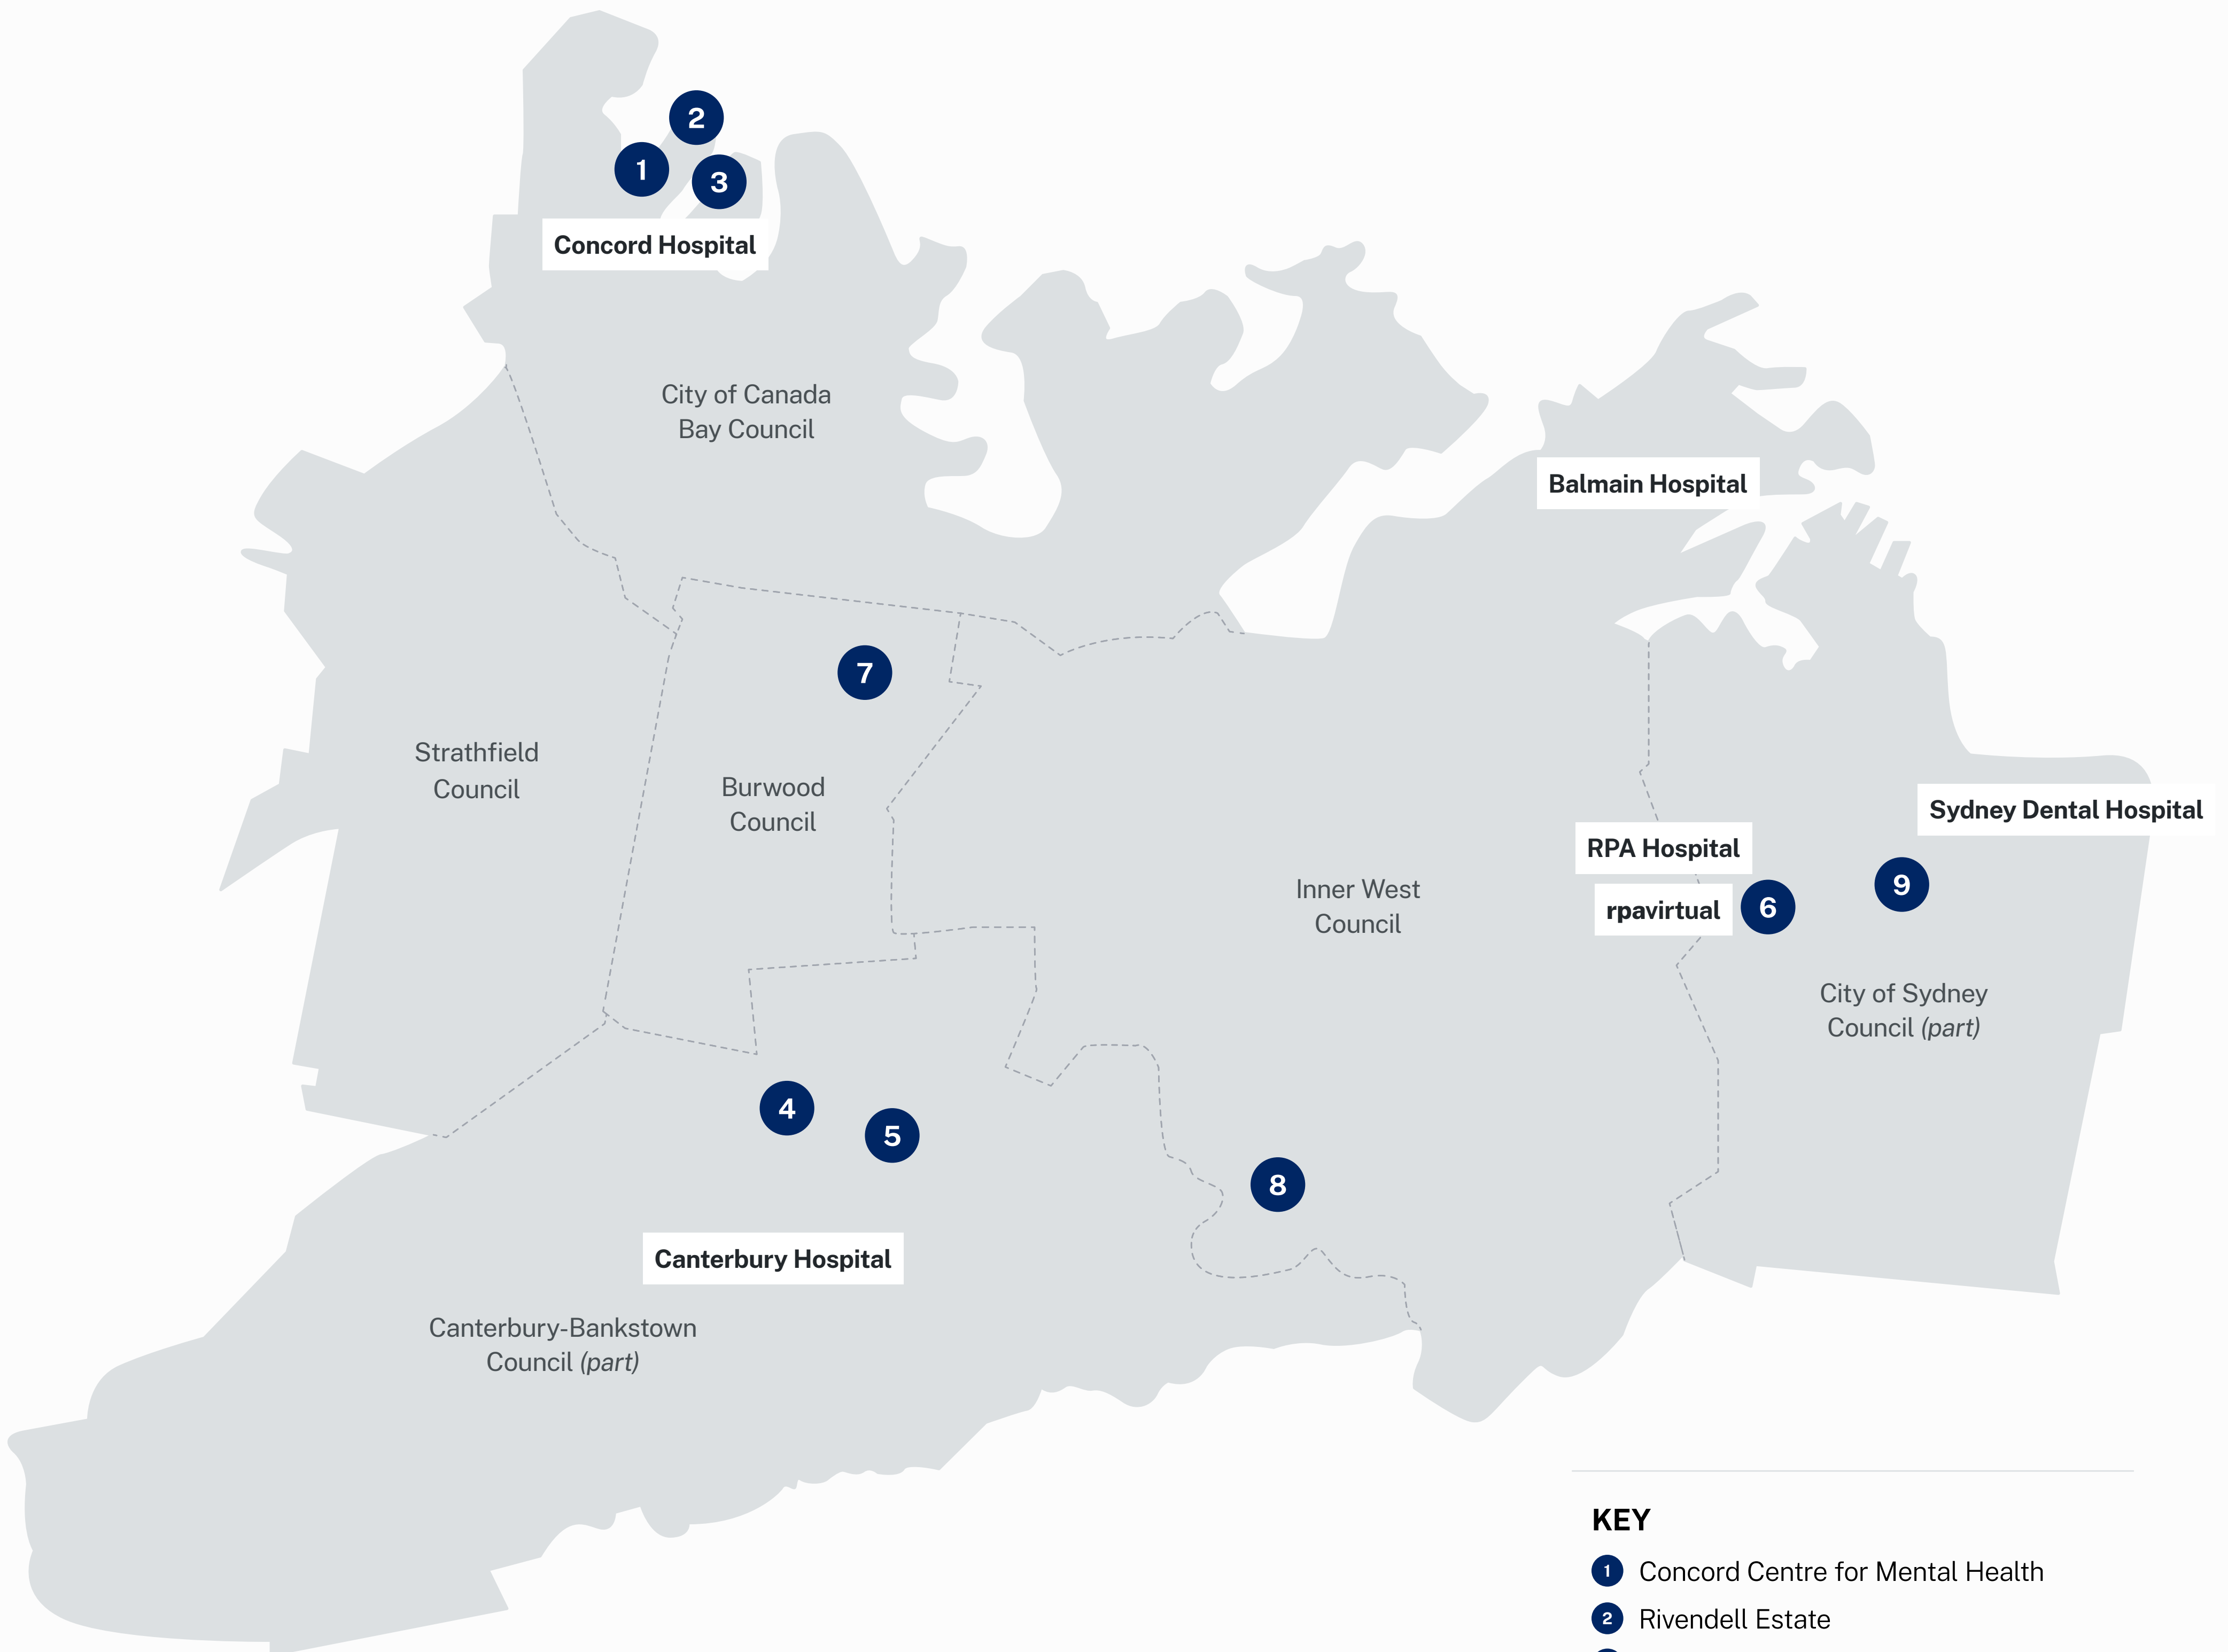 2
1
3
Concord Hospital
City of Canada
Bay Council
Balmain Hospital
7
Strathfield
Council
Burwood
Council
Sydney Dental Hospital
RPA Hospital
rpavirtual
6
9
Inner West
Council
City of Sydney
Council (part)
4
5
8
Canterbury Hospital
Canterbury-Bankstown
Council (part)
KEY
1 Concord Centre for Mental Health
2 Rivendell Estate